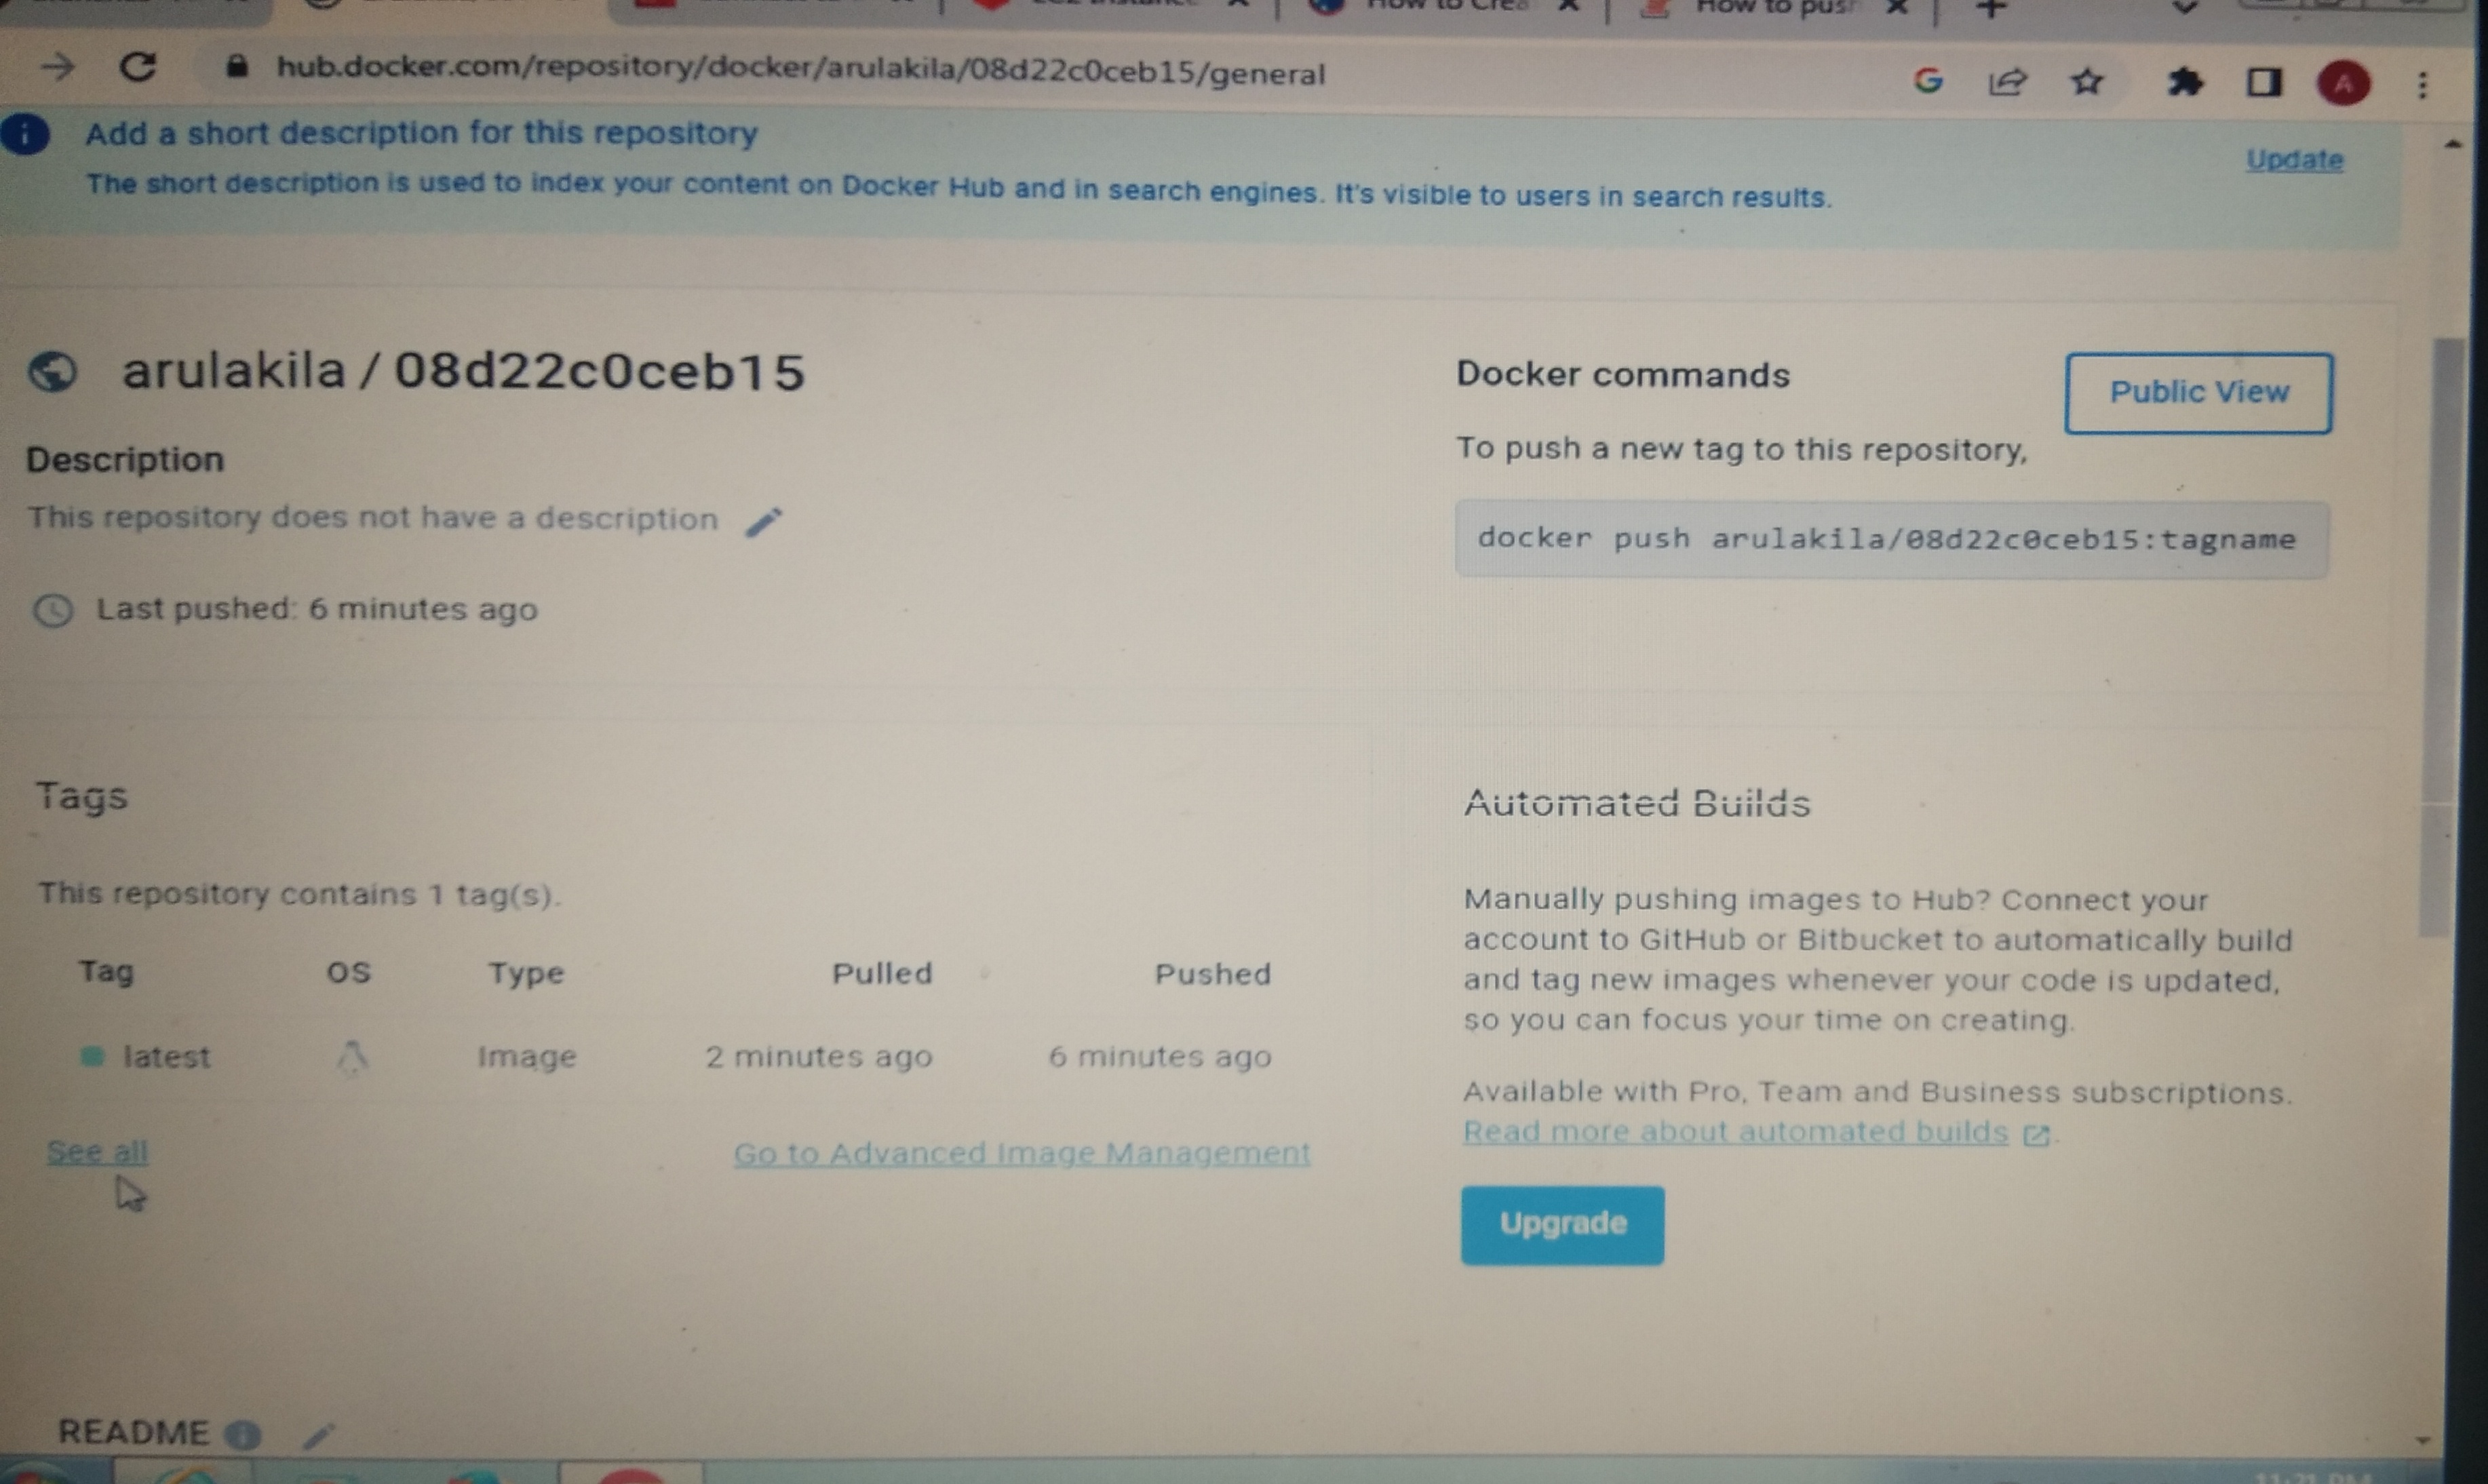 How to Crea
How to pus
hub.docker.com/repository/docker/arulakila/08d22c0ceb15/general
G
A
Add a short description for this repository
Update
The short description is used to index your content on Docker Hub and in search engines. It's visible to users in search results.
arulakila / 08d22c0ceb15
Description
This repository does not have a description
Last pushed: 6 minutes ago
Docker commands
Public View
To push a new tag to this repository,
docker push arulakila/08d22c0ceb15:tagname
Tags
This repository contains 1 tag(s).
Tag OS Type Pulled Pushed
latest Image 2 minutes ago 6 minutes ago
See all
Go to Advanced Image Management
Automated Builds
Manually pushing images to Hub? Connect your
account to GitHub or Bitbucket to automatically build
and tag new images whenever your code is updated,
so you can focus your time on creating.
Available with Pro, Team and Business subscriptions.
Read more about automated builds
Upgrade
README